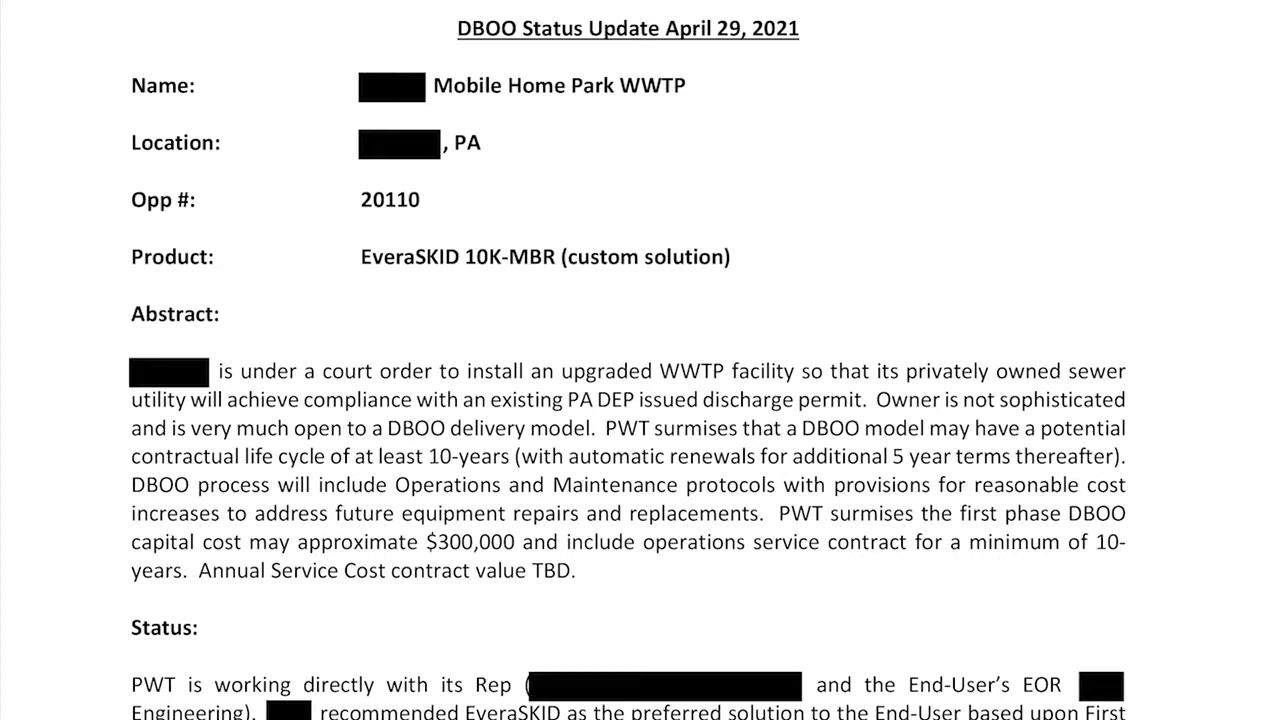 DBOO Status Update April 29, 2021
Name: Mobile Home Park WWTP
Location: , PA
Opp #: 20110
Product: EveraSKID 10K-MBR (custom solution)
Abstract:
is under a court order to install an upgraded WWTP facility so that its privately owned sewer
utility will achieve compliance with an existing PA DEP issued discharge permit. Owner is not sophisticated
and is very much open to a DBOO delivery model. PWT surmises that a DBOO model may have a potential
contractual life cycle of at least 10-years (with automatic renewals for additional 5 year terms thereafter).
DBOO process will include Operations and Maintenance protocols with provisions for reasonable cost
increases to address future equipment repairs and replacements. PWT surmises the first phase DBOO
capital cost may approximate $300,000 and include operations service contract for a minimum of 10-
years. Annual Service Cost contract value TBD.
Status:
PWT is working directly with its Rep ( and the End-User's EOR
Engineering). recommended EveraSKID as the preferred solution to the End-User based upon First